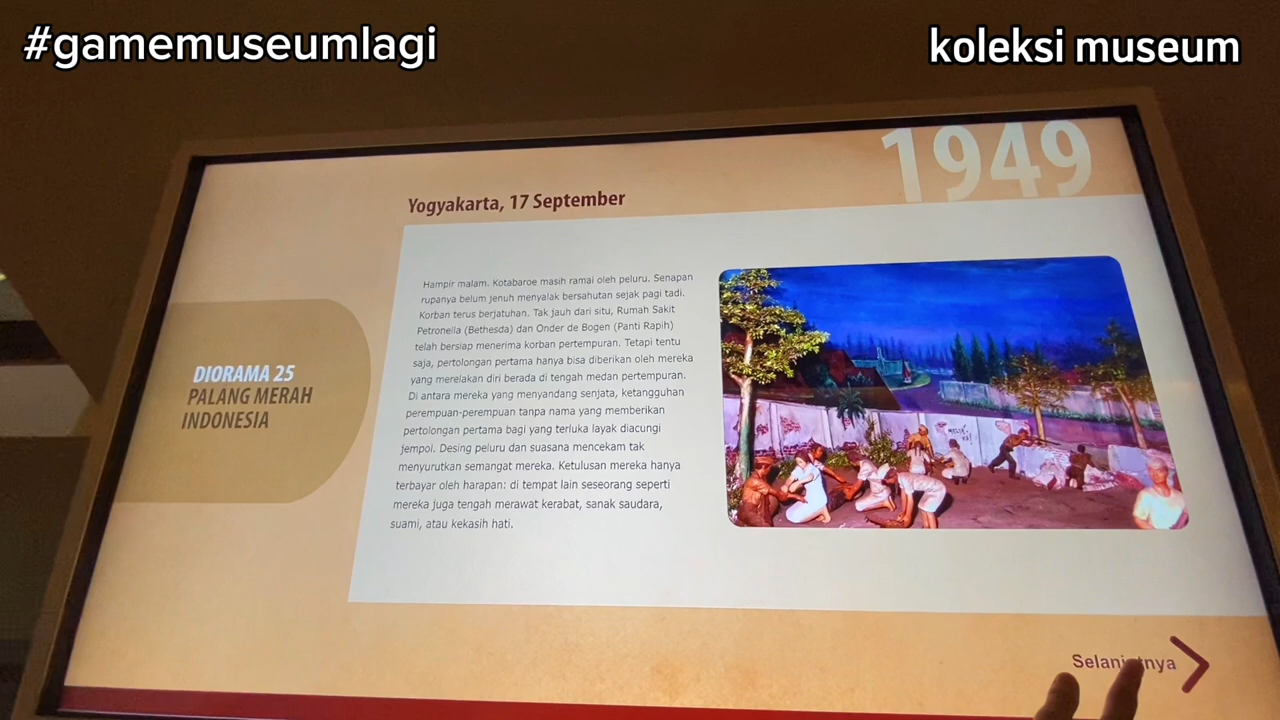 #gamemuseumlagi
koleksi museum
1949
Yogyakarta, 17 September
DIORAMA 25
PALANG MERAH
INDONESIA
Hampir malam. Kotabaroe masih ramai oleh peluru. Senapan
rupanya belum jenuh menyalak bersahutan sejak pagi tadi.
Korban terus berjatuhan. Tak jauh dari situ, Rumah Sakit
Petronella (Bethesda) dan Onder de Bogen (Panti Rapih)
telah bersiap menerima korban pertempuran. Tetapi tentu
saja, pertolongan pertama hanya bisa diberikan oleh mereka
yang merelakan diri berada di tengah medan pertempuran.
Di antara mereka yang menyandang senjata, ketangguhan
perempuan-perempuan tanpa nama yang memberikan
pertolongan pertama bagi yang terluka layak diacungi
jempol. Desing peluru dan suasana mencekam tak
menyurutkan semangat mereka. Ketulusan mereka hanya
terbayar oleh harapan: di tempat lain seseorang seperti
mereka juga tengah merawat kerabat, sanak saudara,
suami, atau kekasih hati.
Selanjutnya